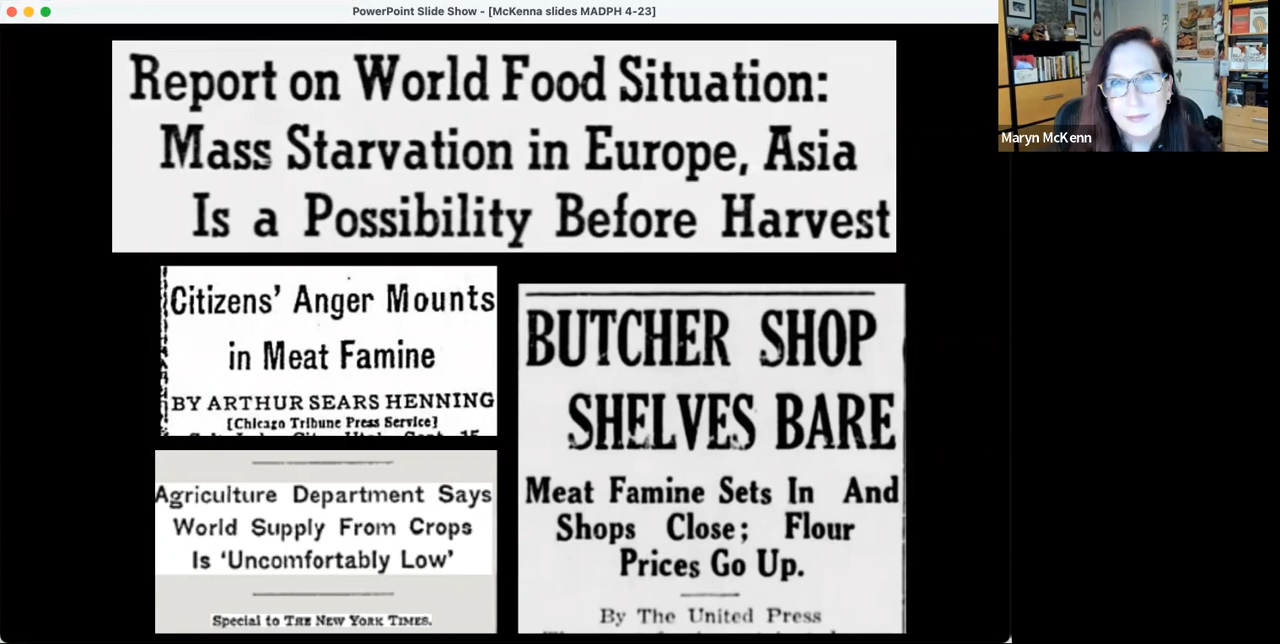 PowerPoint Slide Show - [McKenna slides MADPH 4-23]
Maryn McKenn
Report on World Food Situation:
Mass Starvation in Europe, Asia
Is a Possibility Before Harvest
Citizens' Anger Mounts
in Meat Famine
BY ARTHUR SEARS HENNING
[Chicago Tribune Press Service]
Agriculture Department Says
World Supply From Crops
Is 'Uncomfortably Low'
Special to THE NEW YORK TIMES.
BUTCHER SHOP
SHELVES BARE
Meat Famine Sets In And
Shops Close; Flour
Prices Go Up.
By The United Press